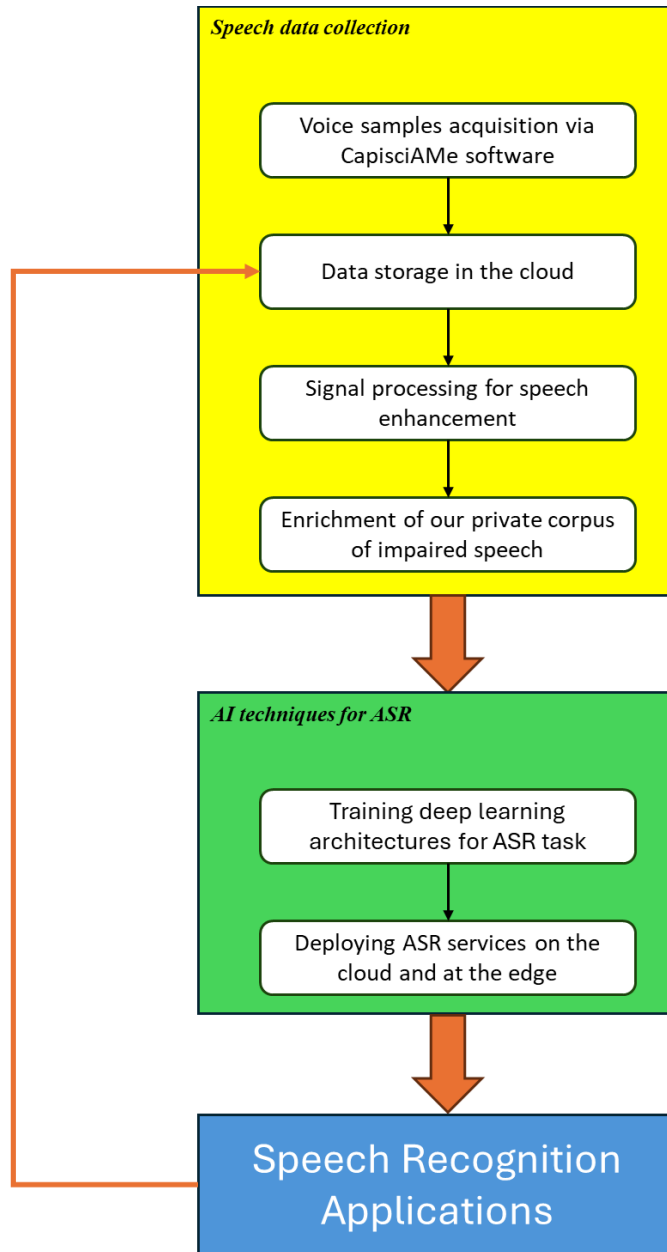 Speech data collection
Voice samples acquisition via
CapisciAMe software
Data storage in the cloud
Signal processing for speech
enhancement
Enrichment of our private corpus
of impaired speech
AI techniques for ASR
Training deep learning
architectures for ASR task
Deploying ASR services on the
cloud and at the edge
Speech Recognition
Applications